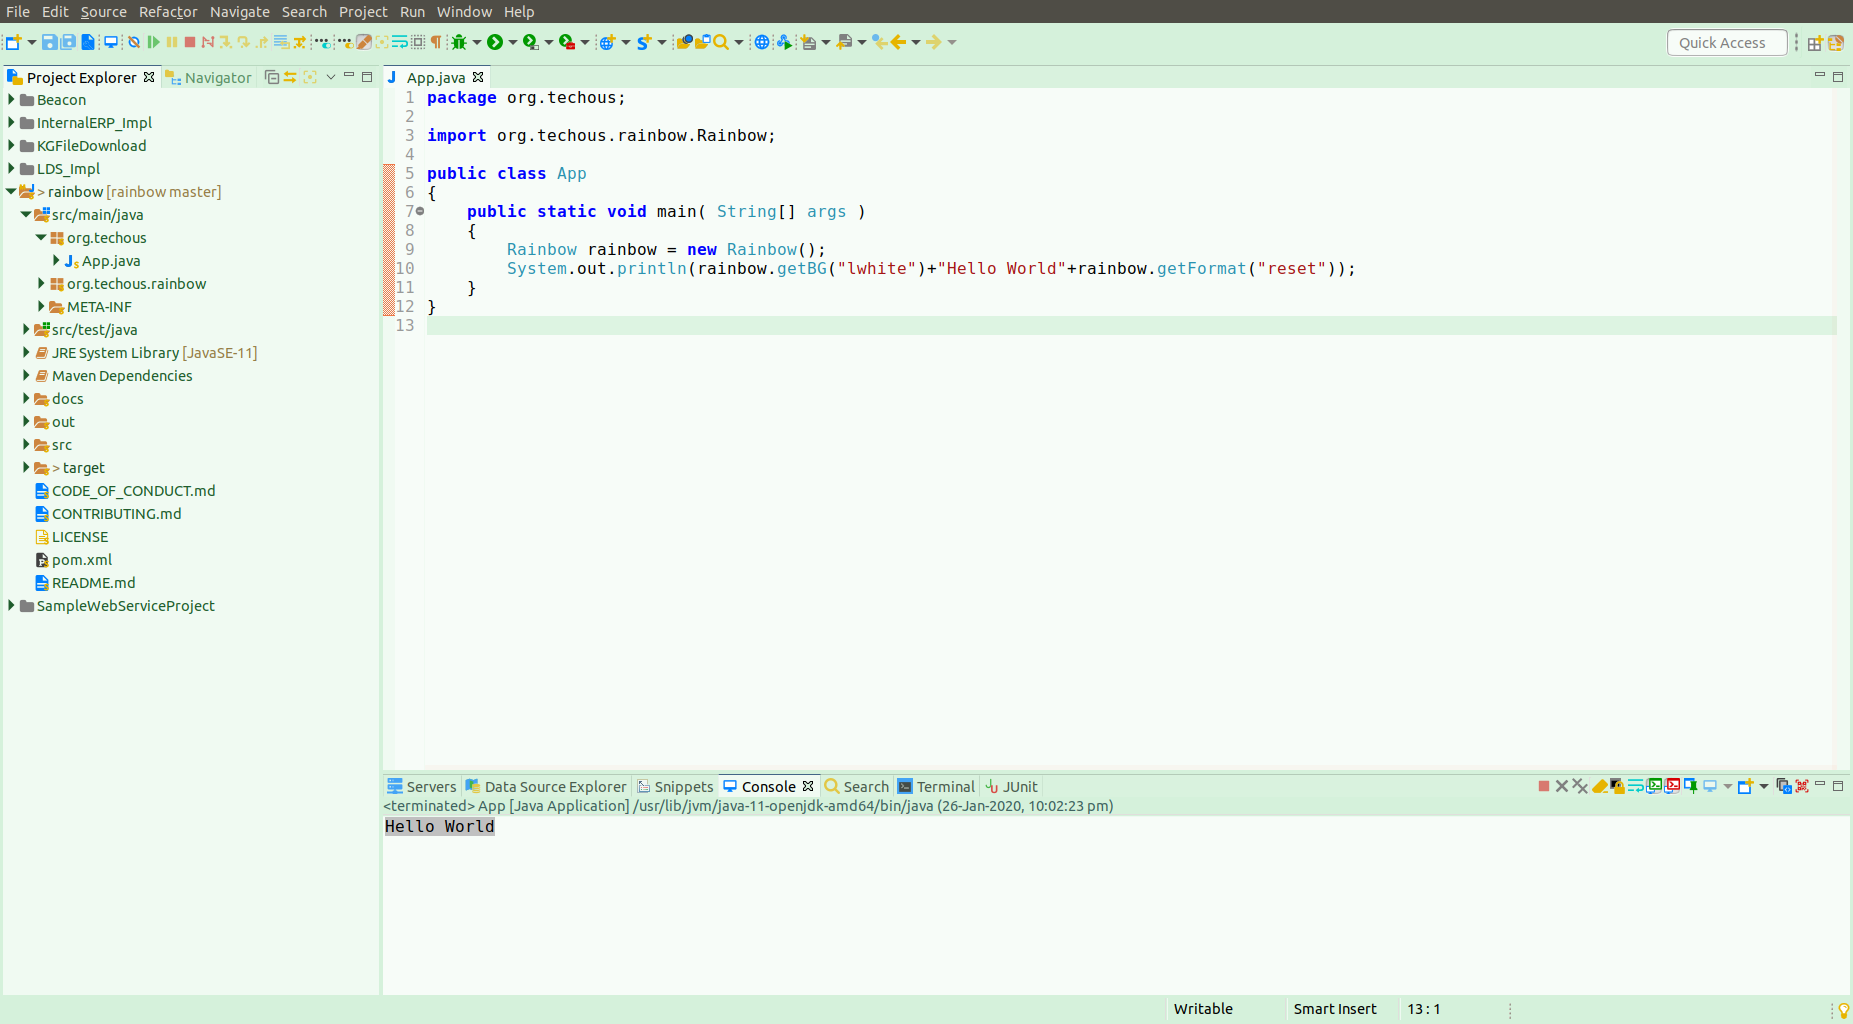 File Edit Source Refactor Navigate Search Project Run Window Help
Quick Access
Project Explorer Navigator
Beacon
InternalERP_Impl
KGFileDownload
LDS_Impl
> rainbow [rainbow master]
src/main/java
org.techous
App.java
org.techous.rainbow
META-INF
src/test/java
JRE System Library [JavaSE-11]
Maven Dependencies
docs
out
src
> target
CODE_OF_CONDUCT.md
CONTRIBUTING.md
LICENSE
pom.xml
README.md
SampleWebServiceProject
App.java
1 package org.techous;
2
3 import org.techous.rainbow.Rainbow;
4
5 public class App
6 {
7 public static void main( String[] args )
8 {
9 Rainbow rainbow = new Rainbow();
10 System.out.println(rainbow.getBG("lwhite")+"Hello World"+rainbow.getFormat("reset"));
11 }
12 }
13
Servers Data Source Explorer Snippets Console Search Terminal JUnit
<terminated> App [Java Application] /usr/lib/jvm/java-11-openjdk-amd64/bin/java (26-Jan-2020, 10:02:23 pm)
Hello World
Writable Smart Insert 13 : 1